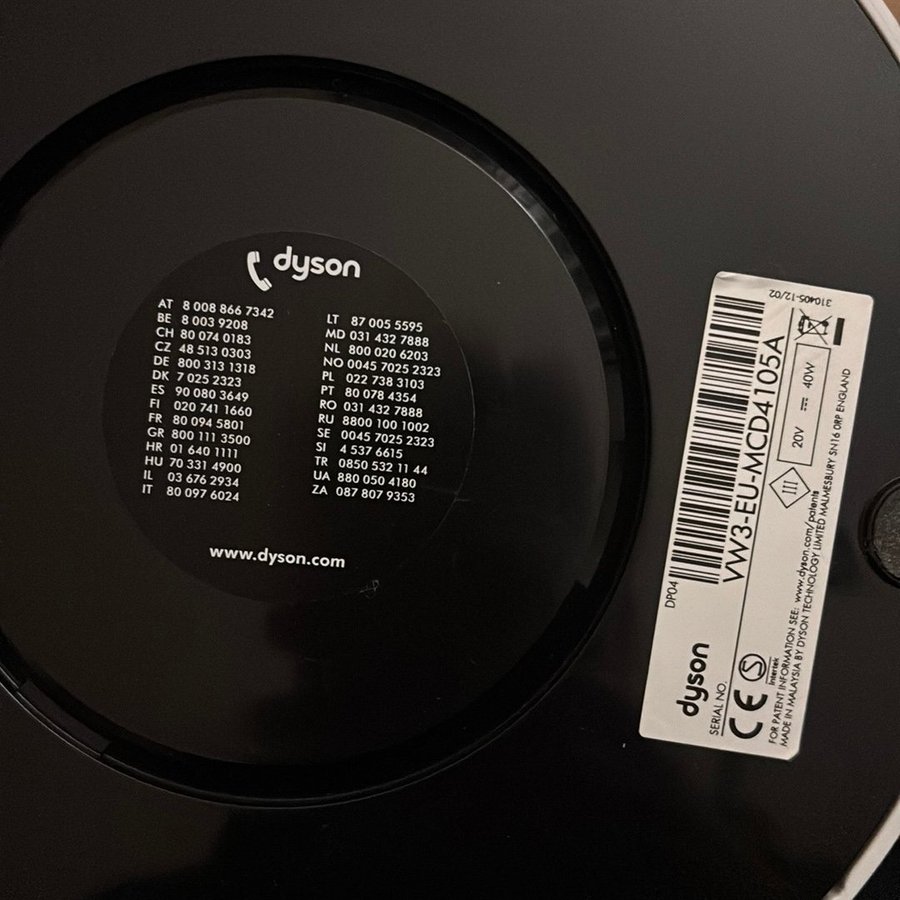 dyson
AT 8 008 866 7342
BE 8 003 9208
CH 80 074 0183
CZ 48 513 0303
DE 800 313 1318
DK 7 025 2323
ES 90 080 3649
FI 020 741 1660
FR 80 094 5801
GR 800 111 3500
HR 01 640 1111
HU 70 331 4900
IL 03 676 2934
IT 80 097 6024
LT 87 005 5595
MD 031 432 7888
NL 800 020 6203
NO 0045 7025 2323
PL 022 738 3103
PT 80 078 4354
RO 031 432 7888
RU 8800 100 1002
SE 0045 7025 2323
SI 4 537 6615
TR 0850 532 11 44
UA 880 050 4180
ZA 087 807 9353
www.dyson.com
dyson
DP04
310405-12/02
SERIAL NO.
VV3-EU-MCD4105A
CE
S
Intertek
III
20V 40W
FOR PATENT INFORMATION SEE: www.dyson.com/patents
MADE IN MALAYSIA BY DYSON TECHNOLOGY LIMITED MALMESBURY SN16 0RP ENGLAND